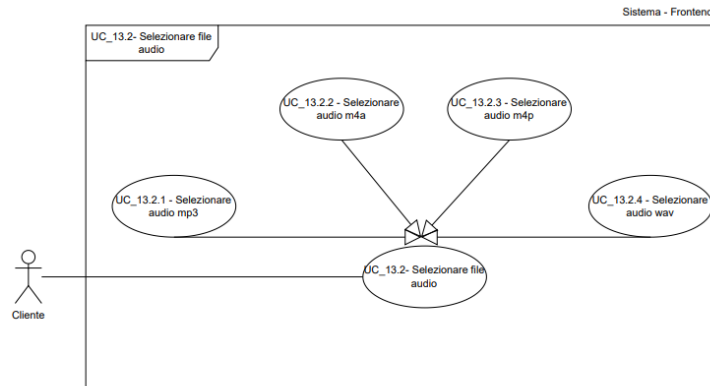 Sistema - Frontend
UC_13.2- Selezionare file
audio
UC_13.2.2 - Selezionare
audio m4a
UC_13.2.3 - Selezionare
audio m4p
UC_13.2.1 - Selezionare
audio mp3
UC_13.2.4 - Selezionare
audio wav
UC_13.2- Selezionare file
audio
Cliente